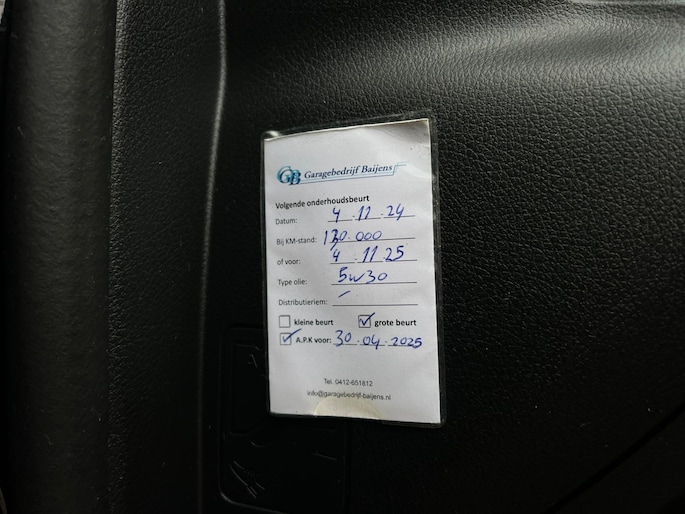 GB Garagebedrijf Baijens
Volgende onderhoudsbeurt
Datum: 4.11.24
Bij KM-stand: 130.000
of voor: 4.11.25
Type olie: 5w30
Distributieriem: -
kleine beurt grote beurt
A.P.K voor: 30.04.2025
Tel. 0412-651812
info@garagebedrijf-baijens.nl